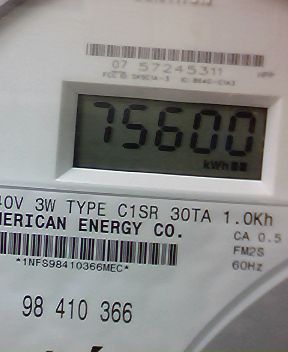 07 57245311
75600
kWh
40V 3W TYPE C1SR 30TA 1.0Kh
MERICAN ENERGY CO.
CA 0.5
FM2S
60Hz
*1NFS98410366MEC*
98 410 366